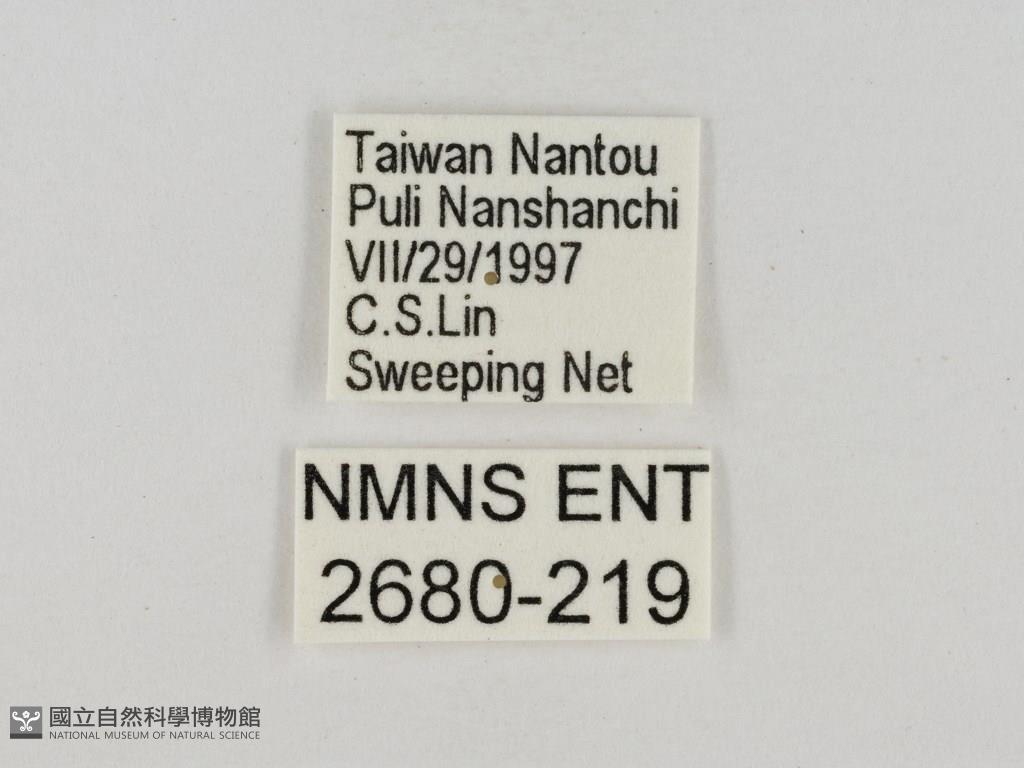 Taiwan Nantou
Puli Nanshanchi
VII/29/1997
C.S.Lin
Sweeping Net
NMNS ENT
2680-219
國立自然科學博物館
NATIONAL MUSEUM OF NATURAL SCIENCE